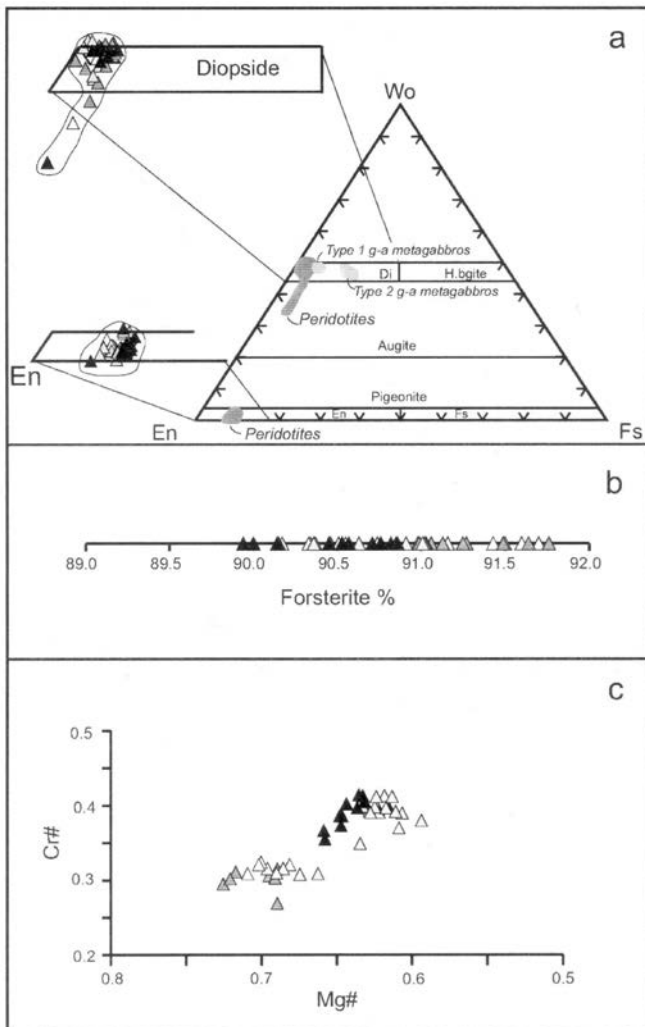 a
Diopside
Wo
Type 1 g-a metagabbros
Di H.bgite
Type 2 g-a metagabbros
Peridotites
Augite
En
Pigeonite
En Fs
En Fs
Peridotites
b
89.0 89.5 90.0 90.5 91.0 91.5 92.0
Forsterite %
c
0.5
0.4
Cr#
0.3
0.2
0.8 0.7 0.6 0.5
Mg#